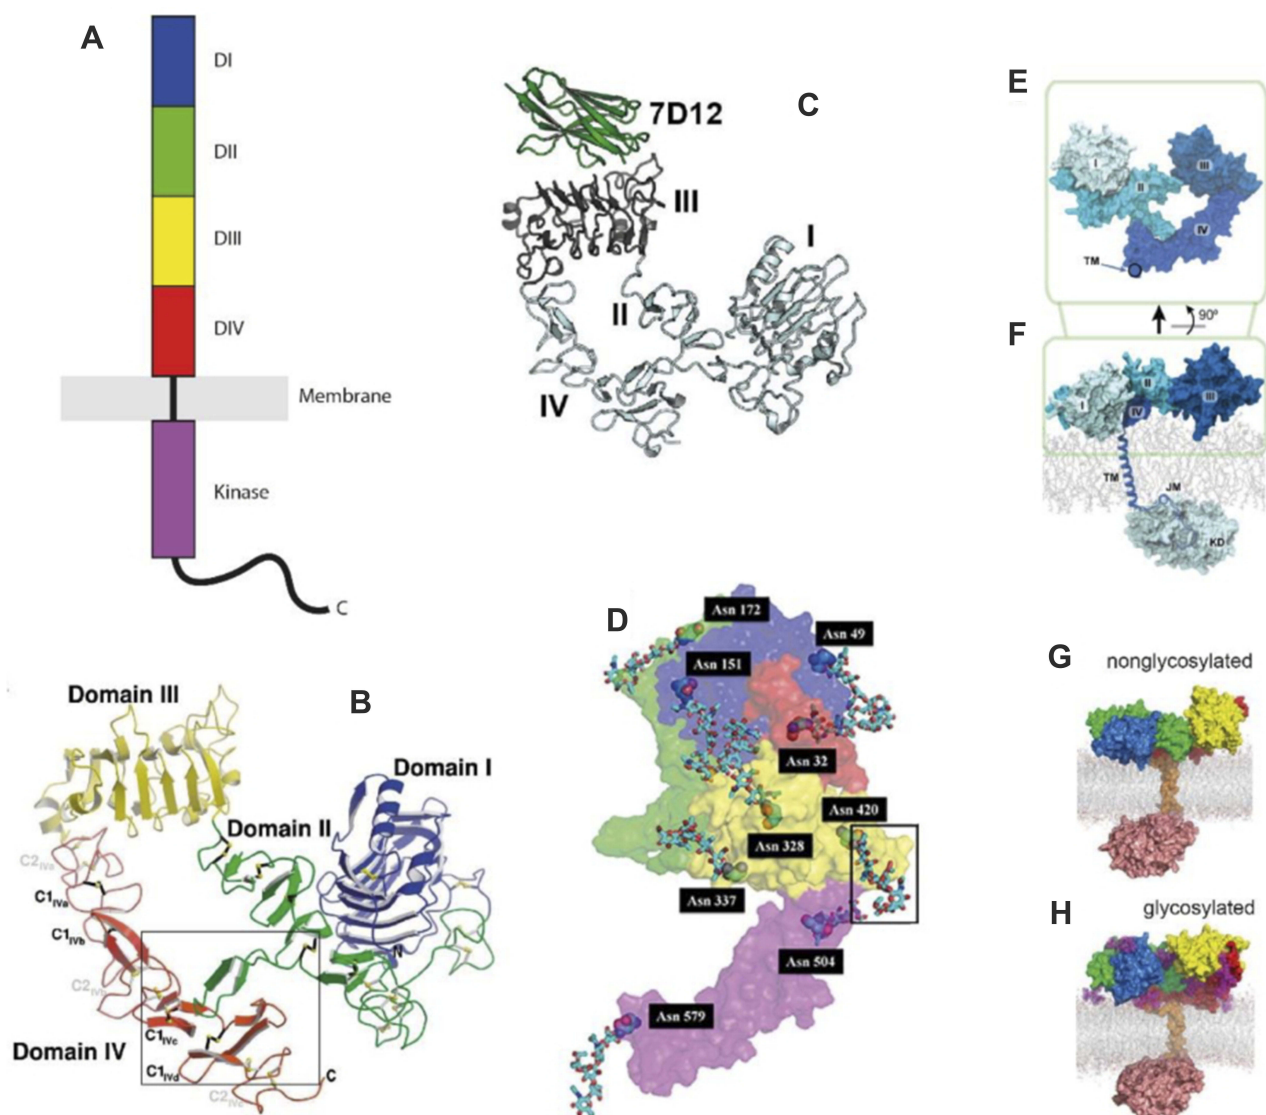 A
DI
DII
DIII
DIV
Membrane
Kinase
C
B
Domain III
Domain I
Domain II
C2IVa
C1IVa
C1IVb
C2IVb
C1IVc
Domain IV
C1IVd
N
C
C
7D12
III
I
II
IV
D
Asn 172
Asn 49
Asn 151
Asn 32
Asn 420
Asn 328
Asn 337
Asn 504
Asn 579
E
I
II
III
IV
TM
90º
F
I
II
III
IV
TM
JM
KD
G
nonglycosylated
H
glycosylated